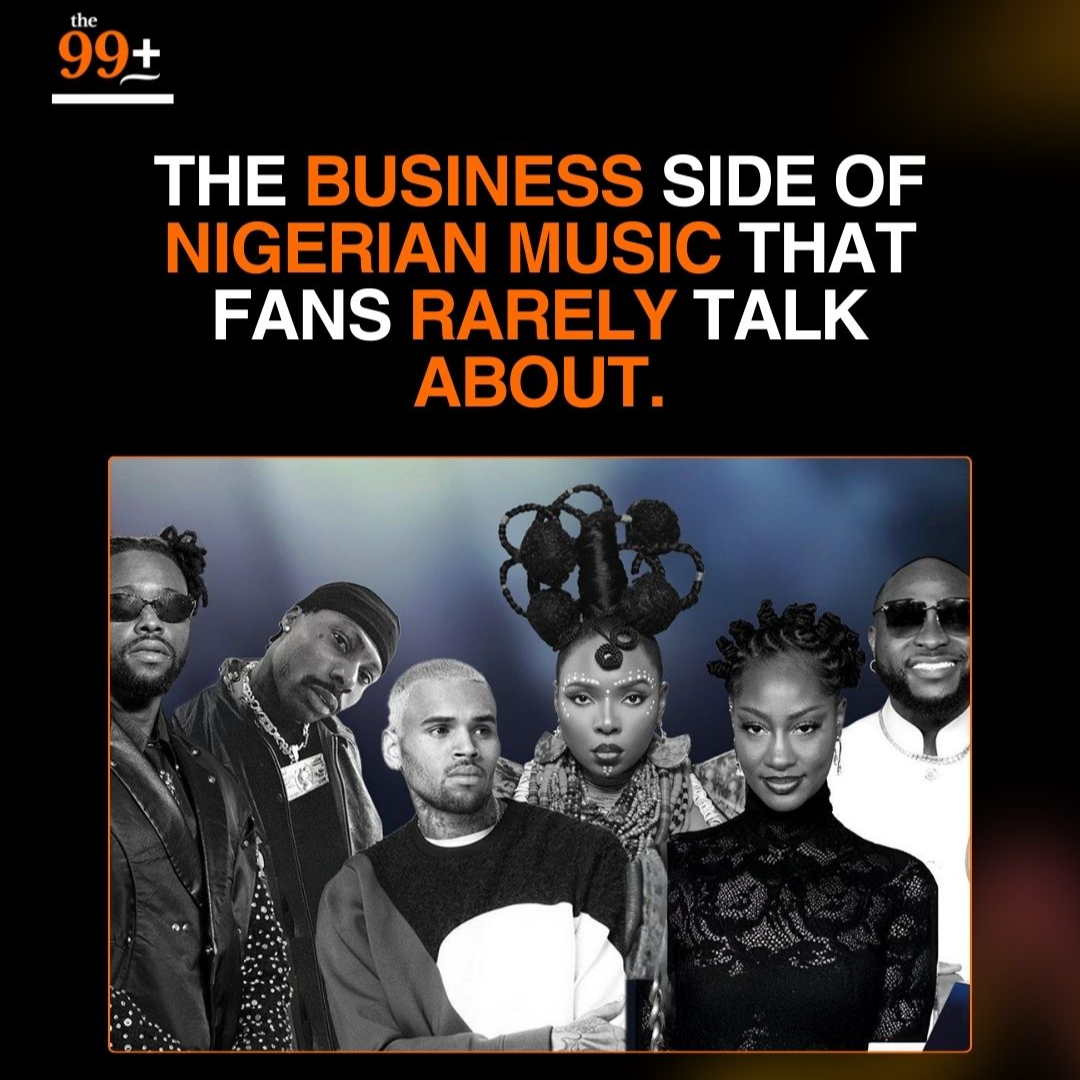 the
99+
THE BUSINESS SIDE OF
NIGERIAN MUSIC THAT
FANS RARELY TALK
ABOUT.